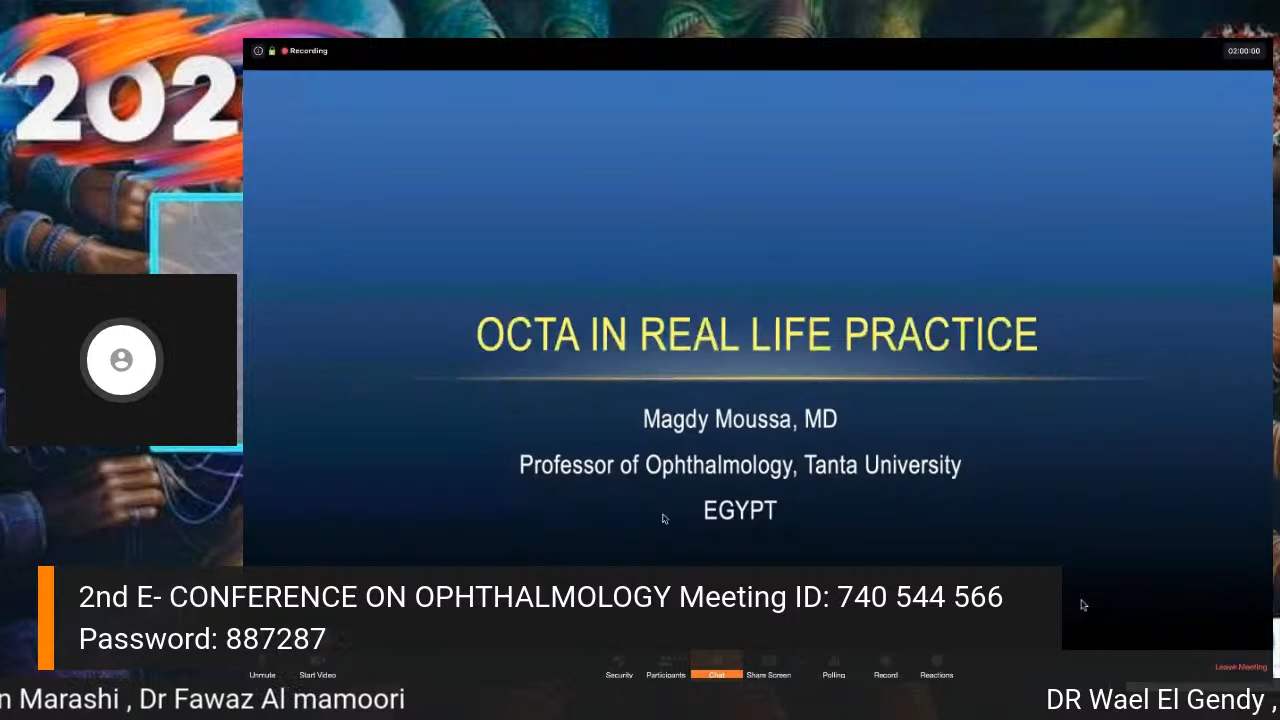 202
Recording
02:00:00
OCTA IN REAL LIFE PRACTICE
Magdy Moussa, MD
Professor of Ophthalmology, Tanta University
EGYPT
2nd E- CONFERENCE ON OPHTHALMOLOGY Meeting ID: 740 544 566
Password: 887287
Unmute Start Video Security Participants Chat Share Screen Polling Record Reactions Leave Meeting
n Marashi , Dr Fawaz Al mamoori DR Wael El Gendy ,